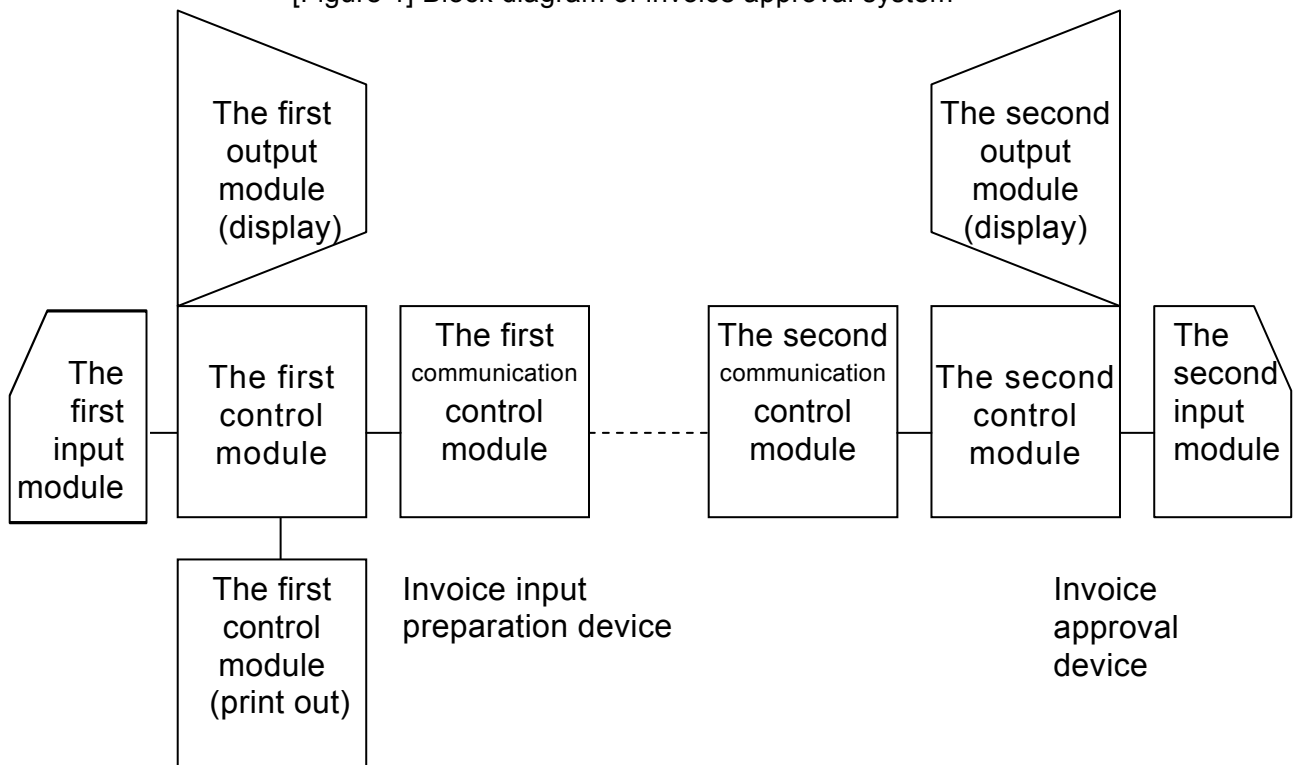 [Figure 4] Block diagram of invoice approval system
The first
output
module
(display)
The second
output
module
(display)
The
first
input
module
The first
control
module
The first
communication
control
module
The second
communication
control
module
The second
control
module
The
second
input
module
The first
control
module
(print out)
Invoice input
preparation device
Invoice
approval
device